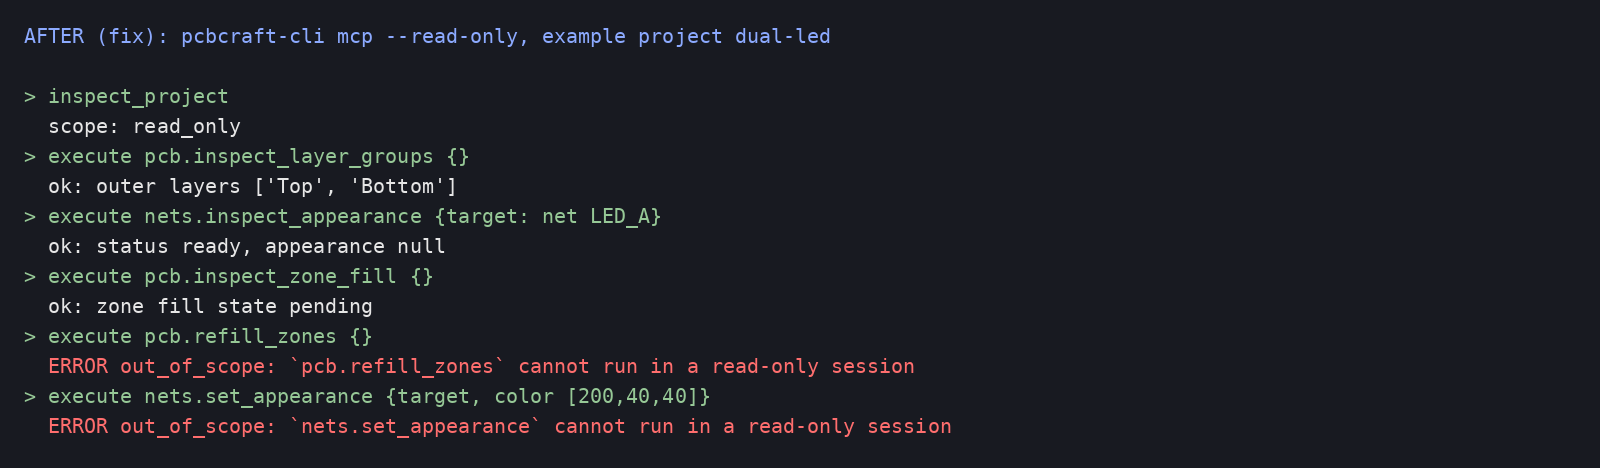 AFTER (fix): pcbcraft-cli mcp --read-only, example project dual-led
> inspect_project
scope: read_only
> execute pcb.inspect_layer_groups {}
ok: outer layers ['Top', 'Bottom']
> execute nets.inspect_appearance {target: net LED_A}
ok: status ready, appearance null
> execute pcb.inspect_zone_fill {}
ok: zone fill state pending
> execute pcb.refill_zones {}
ERROR out_of_scope: `pcb.refill_zones` cannot run in a read-only session
> execute nets.set_appearance {target, color [200,40,40]}
ERROR out_of_scope: `nets.set_appearance` cannot run in a read-only session